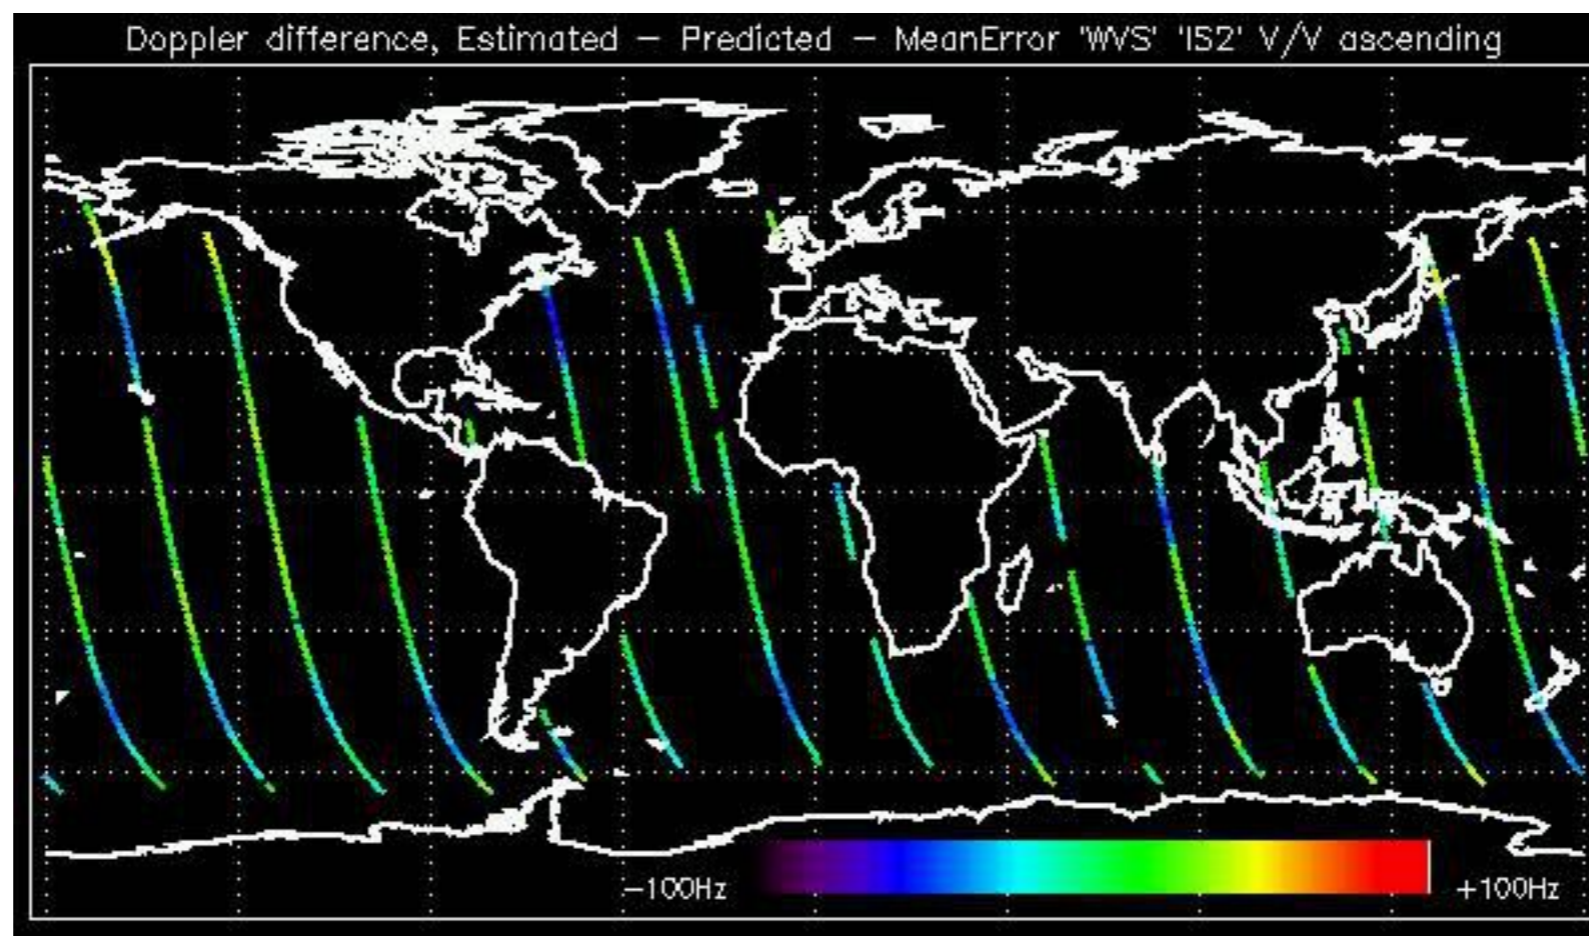 Doppler difference, Estimated – Predicted – MeanError 'WVS' 'IS2' V/V ascending
–100Hz
+100Hz